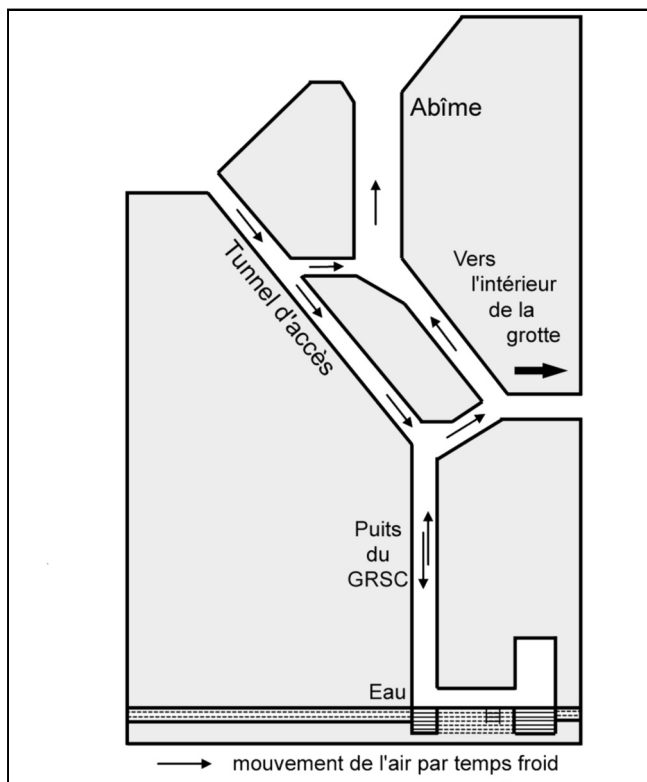 Abîme
Tunnel d'accès
Vers
l'intérieur
de la
grotte
Puits
du
GRSC
Eau
mouvement de l'air par temps froid